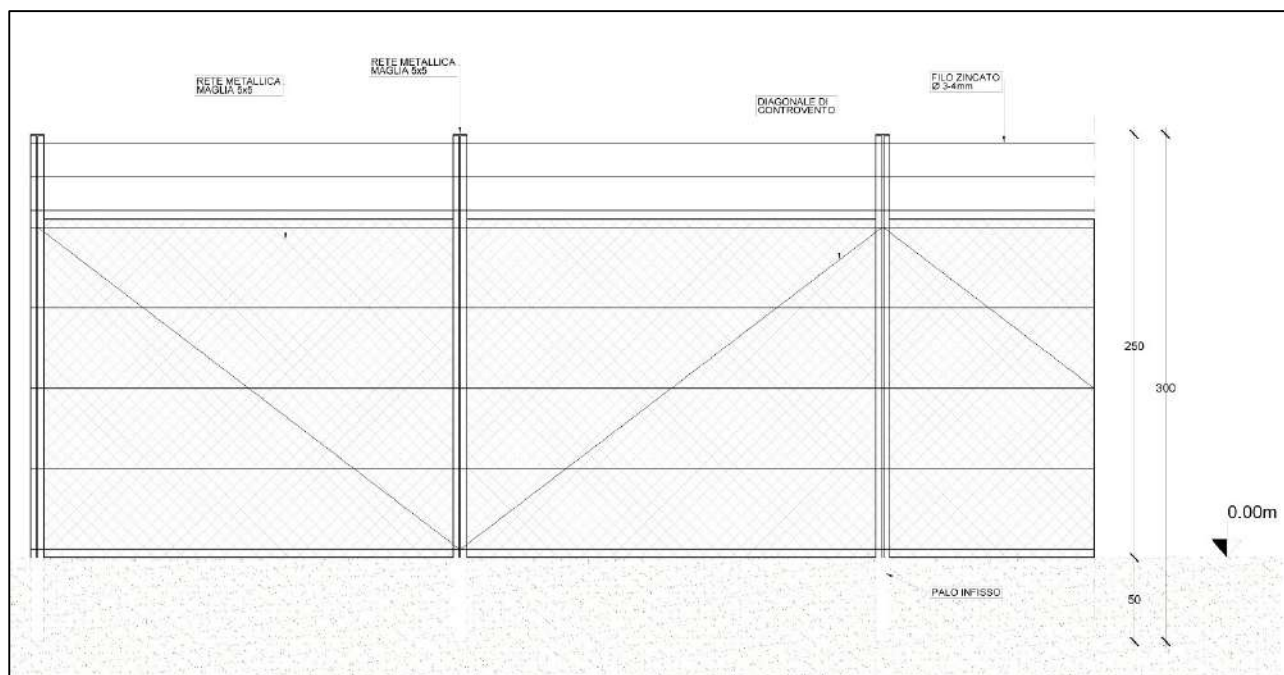 RETE METALLICA
MAGLIA 5x5
RETE METALLICA
MAGLIA 5x5
DIAGONALE DI
CONTROVENTO
FILO ZINCATO
Ø 3-4mm
250
300
0.00m
PALO INFISSO
50